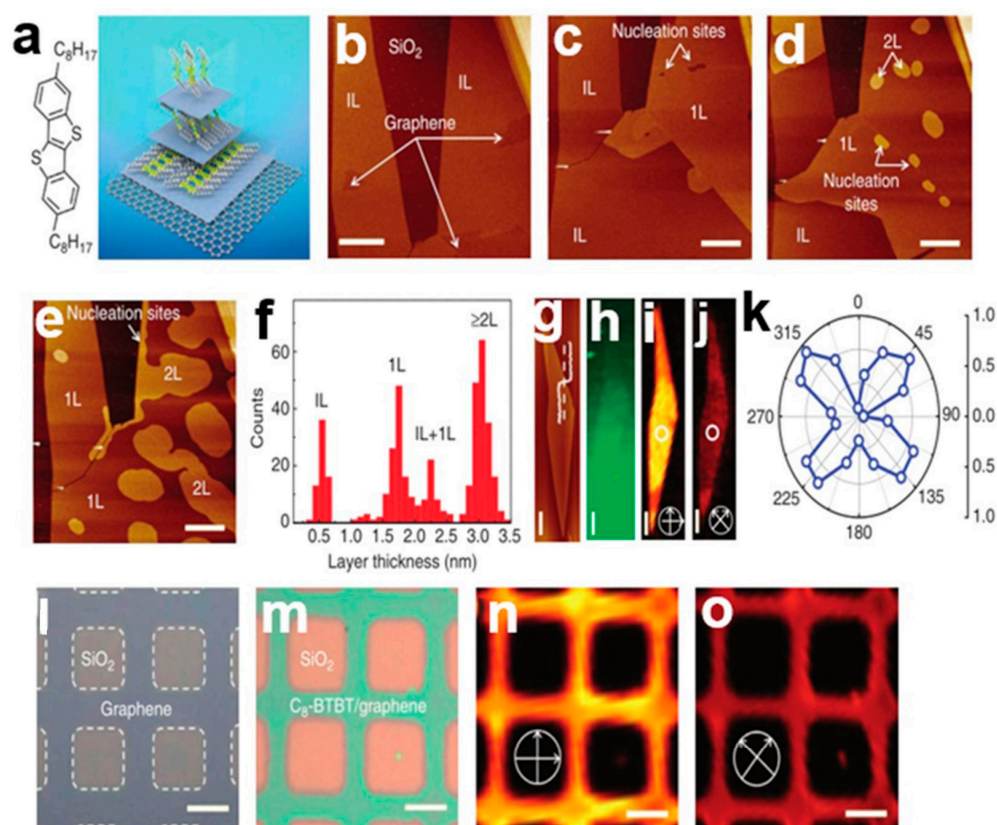 a
C8H17
S
S
C8H17
b
SiO2
IL
IL
Graphene
c
Nucleation sites
IL
1L
IL
d
2L
1L
Nucleation
sites
IL
e
Nucleation sites
2L
1L
1L
2L
f
≥2L
60
1L
IL
40
IL+1L
20
0
Counts
0.5 1.0 1.5 2.0 2.5 3.0 3.5
Layer thickness (nm)
g
h
i
j
k
0
315
45
270
90
225
135
180
1.0
0.5
0.0
0.5
1.0
l
SiO2
Graphene
m
SiO2
C8-BTBT/graphene
n
o